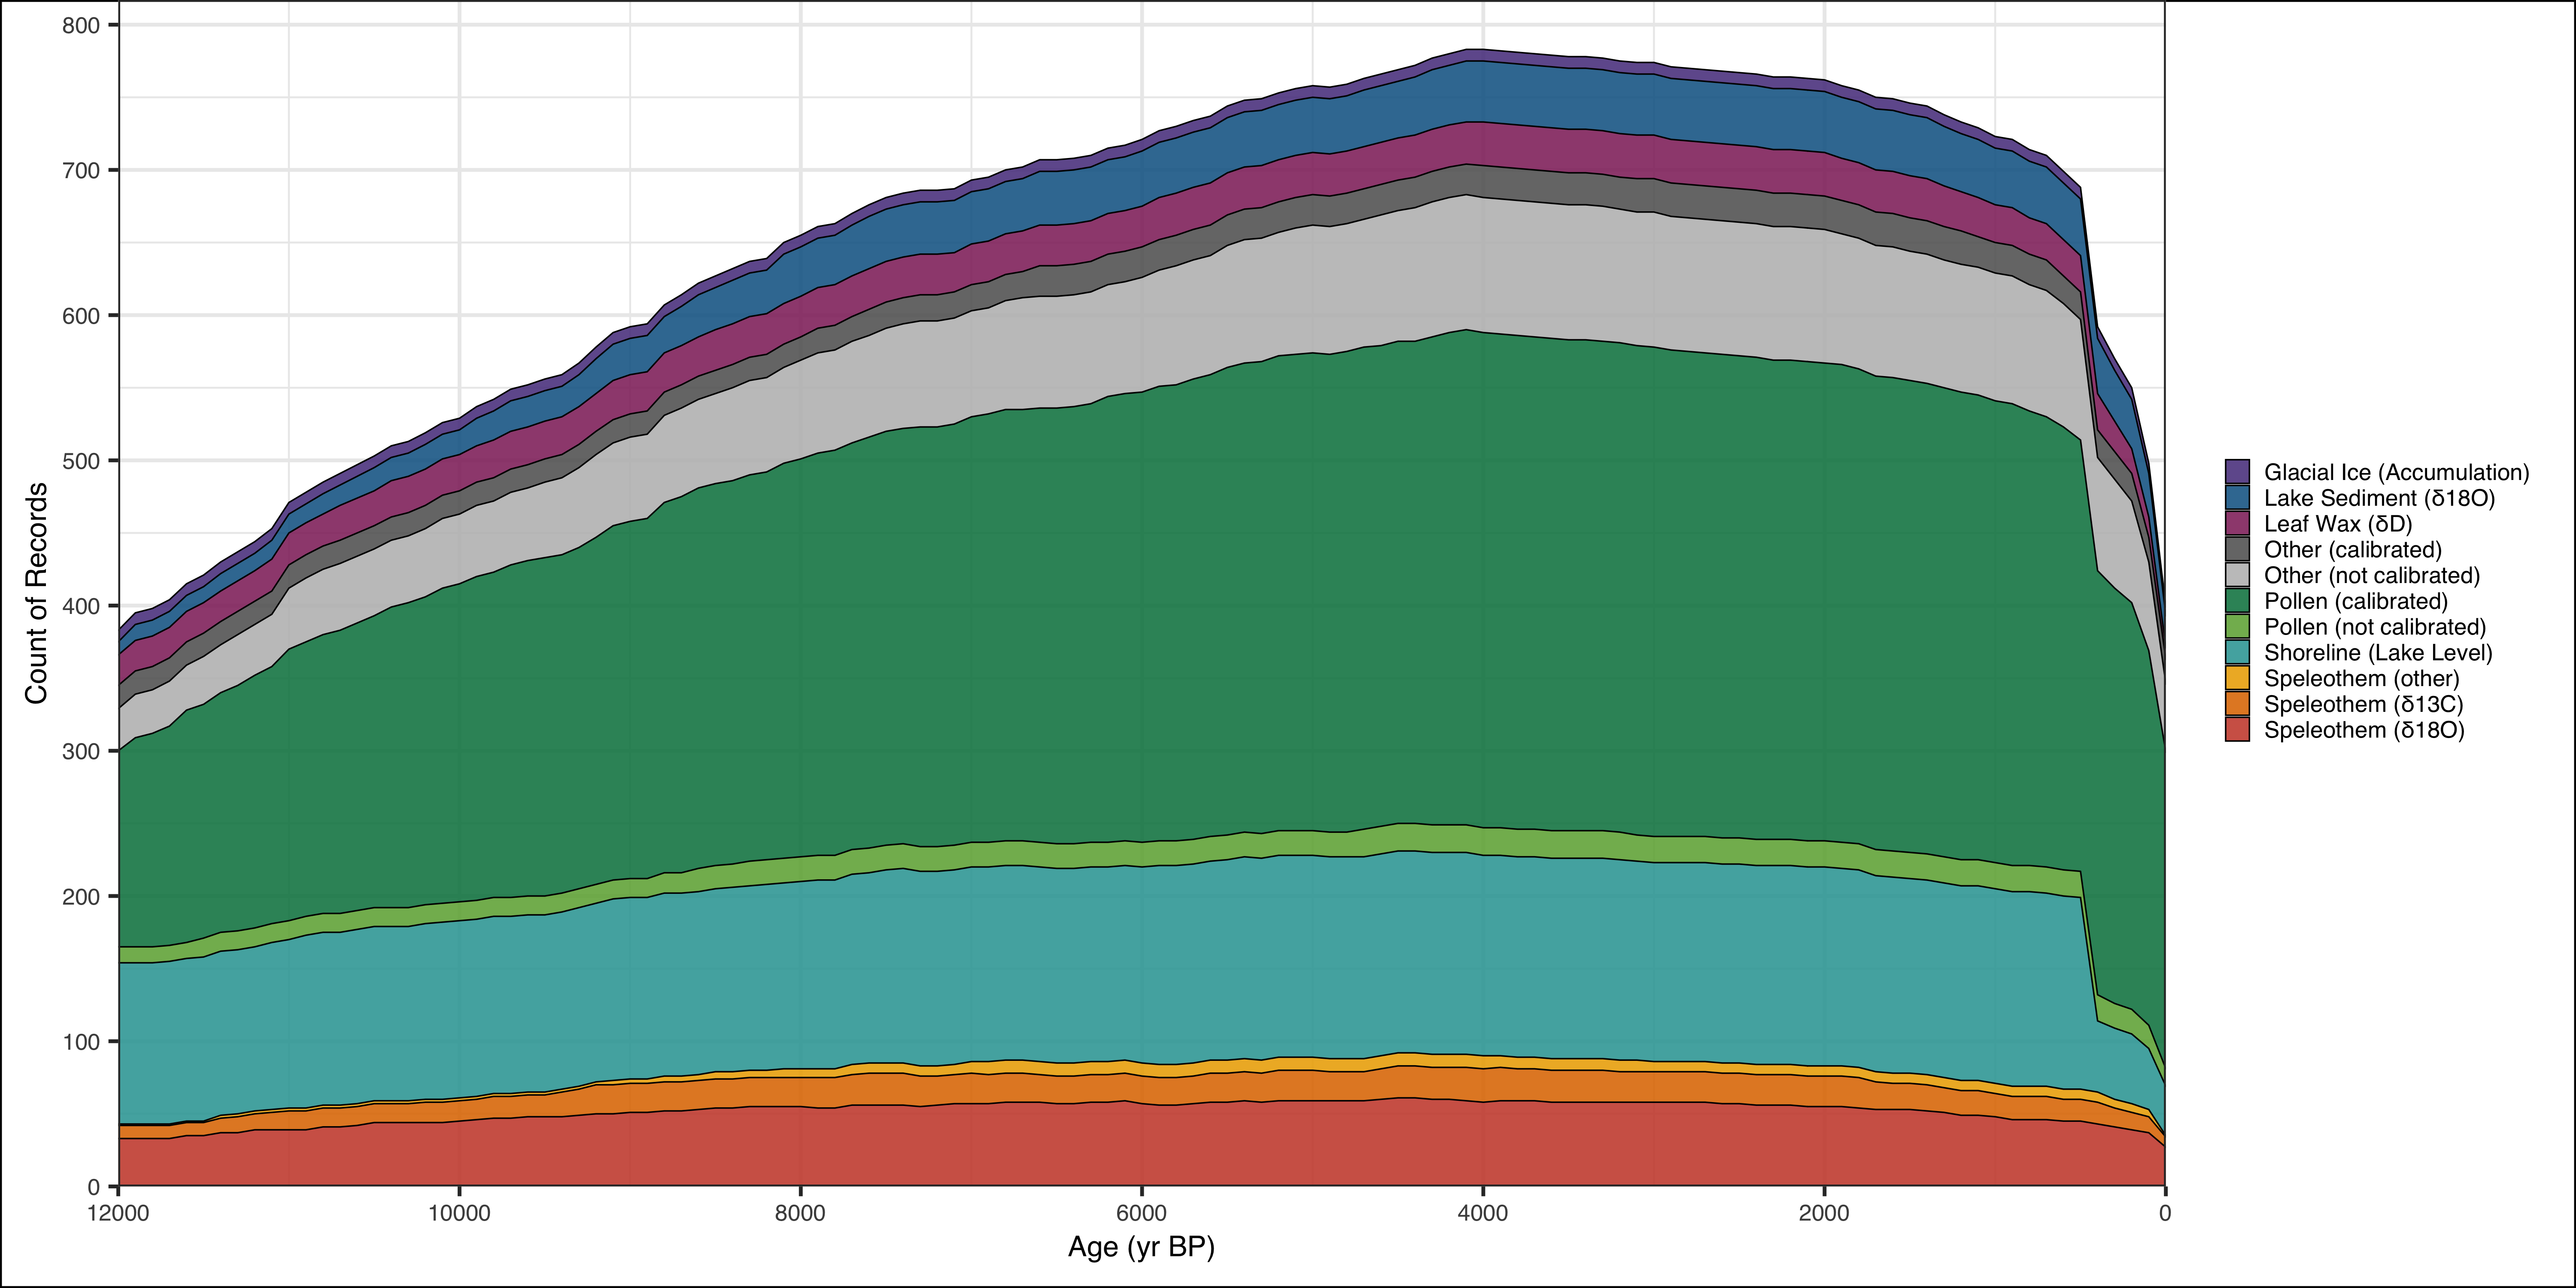 800
700
600
500
400
300
200
100
0
Count of Records
12000 10000 8000 6000 4000 2000 0
Age (yr BP)
Glacial Ice (Accumulation)
Lake Sediment (δ18O)
Leaf Wax (δD)
Other (calibrated)
Other (not calibrated)
Pollen (calibrated)
Pollen (not calibrated)
Shoreline (Lake Level)
Speleothem (other)
Speleothem (δ13C)
Speleothem (δ18O)